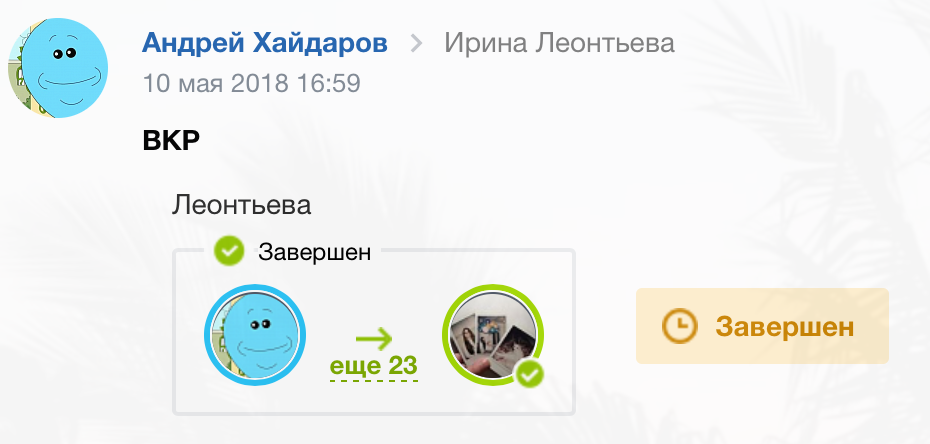 Андрей Хайдаров > Ирина Леонтьева
10 мая 2018 16:59
ВКР
Леонтьева
Завершен
еще 23
Завершен